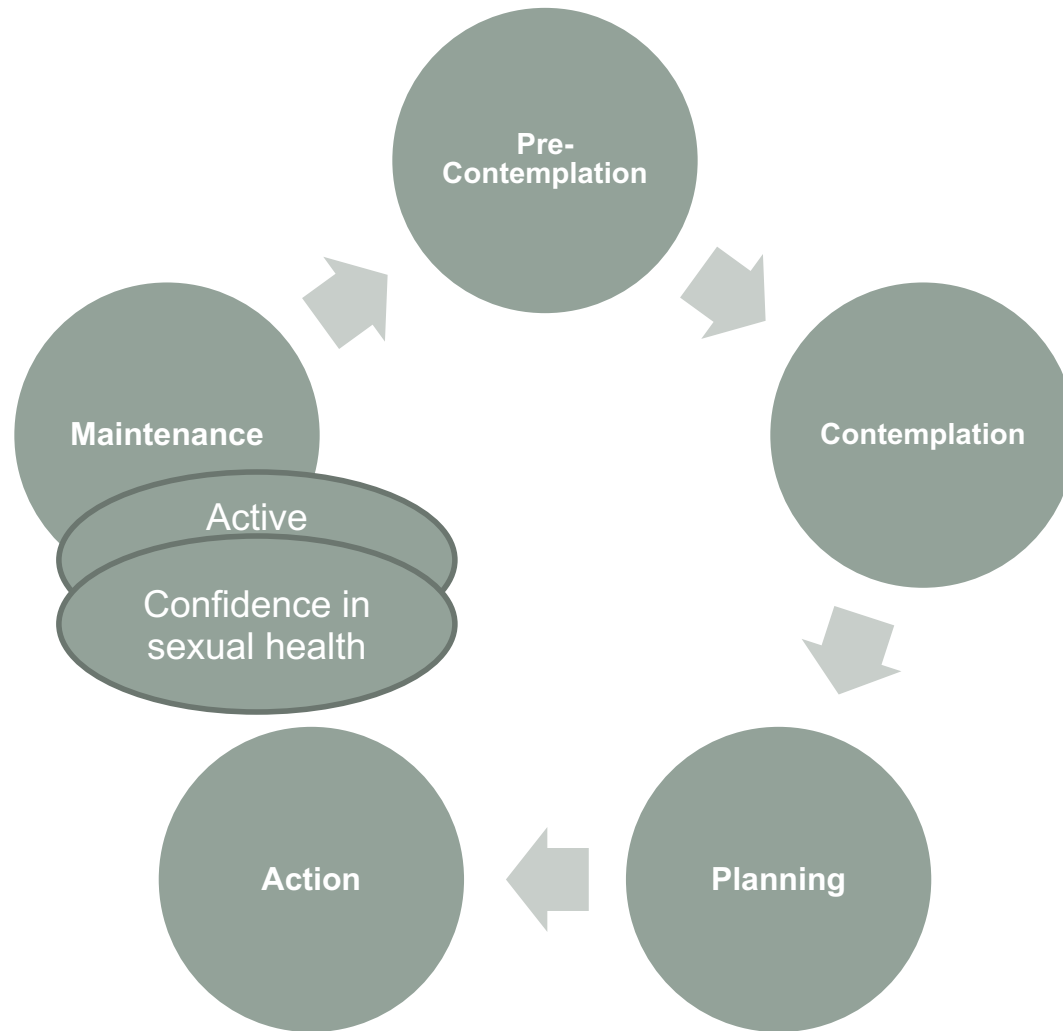 Pre-
Contemplation
Contemplation
Planning
Action
Maintenance
Active
Confidence in
sexual health